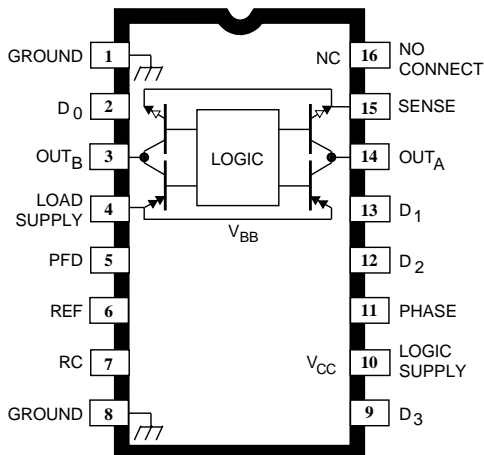 GROUND 1
D0 2
OUTB 3
LOAD
SUPPLY 4
PFD 5
REF 6
RC 7
GROUND 8
LOGIC
VBB
NC 16 NO
CONNECT
15 SENSE
14 OUTA
13 D1
12 D2
11 PHASE
VCC 10 LOGIC
SUPPLY
9 D3